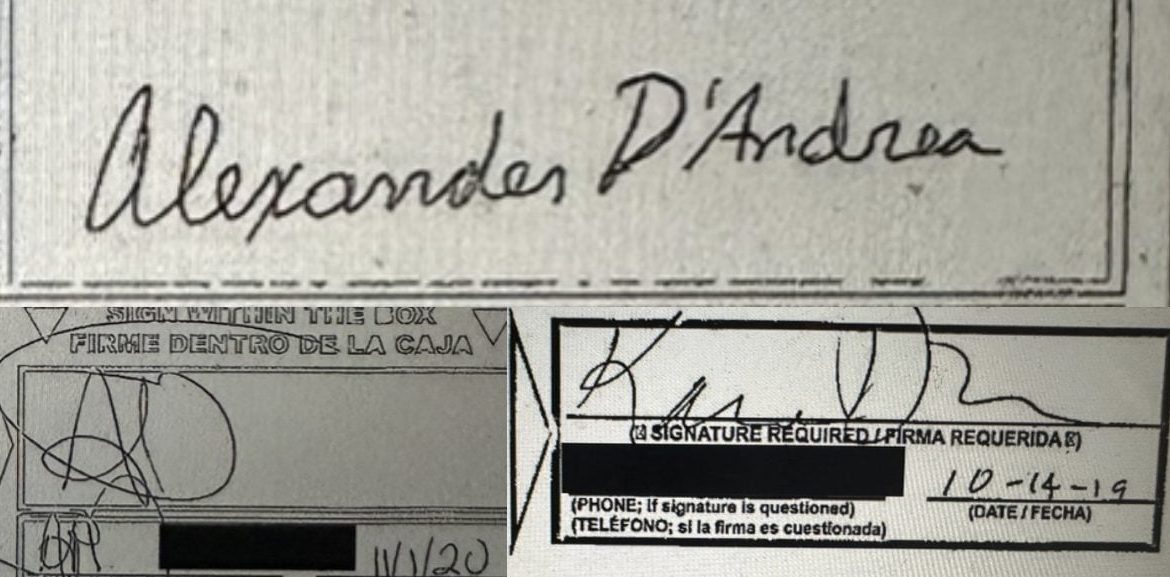 Alexander D'Andrea
SIGN WITHIN THE BOX
FIRME DENTRO DE LA CAJA
11/1/20
(☒ SIGNATURE REQUIRED / FIRMA REQUERIDA ☒)
10-14-19
(PHONE; if signature is questioned)
(DATE / FECHA)
(TELÉFONO; si la firma es cuestionada)